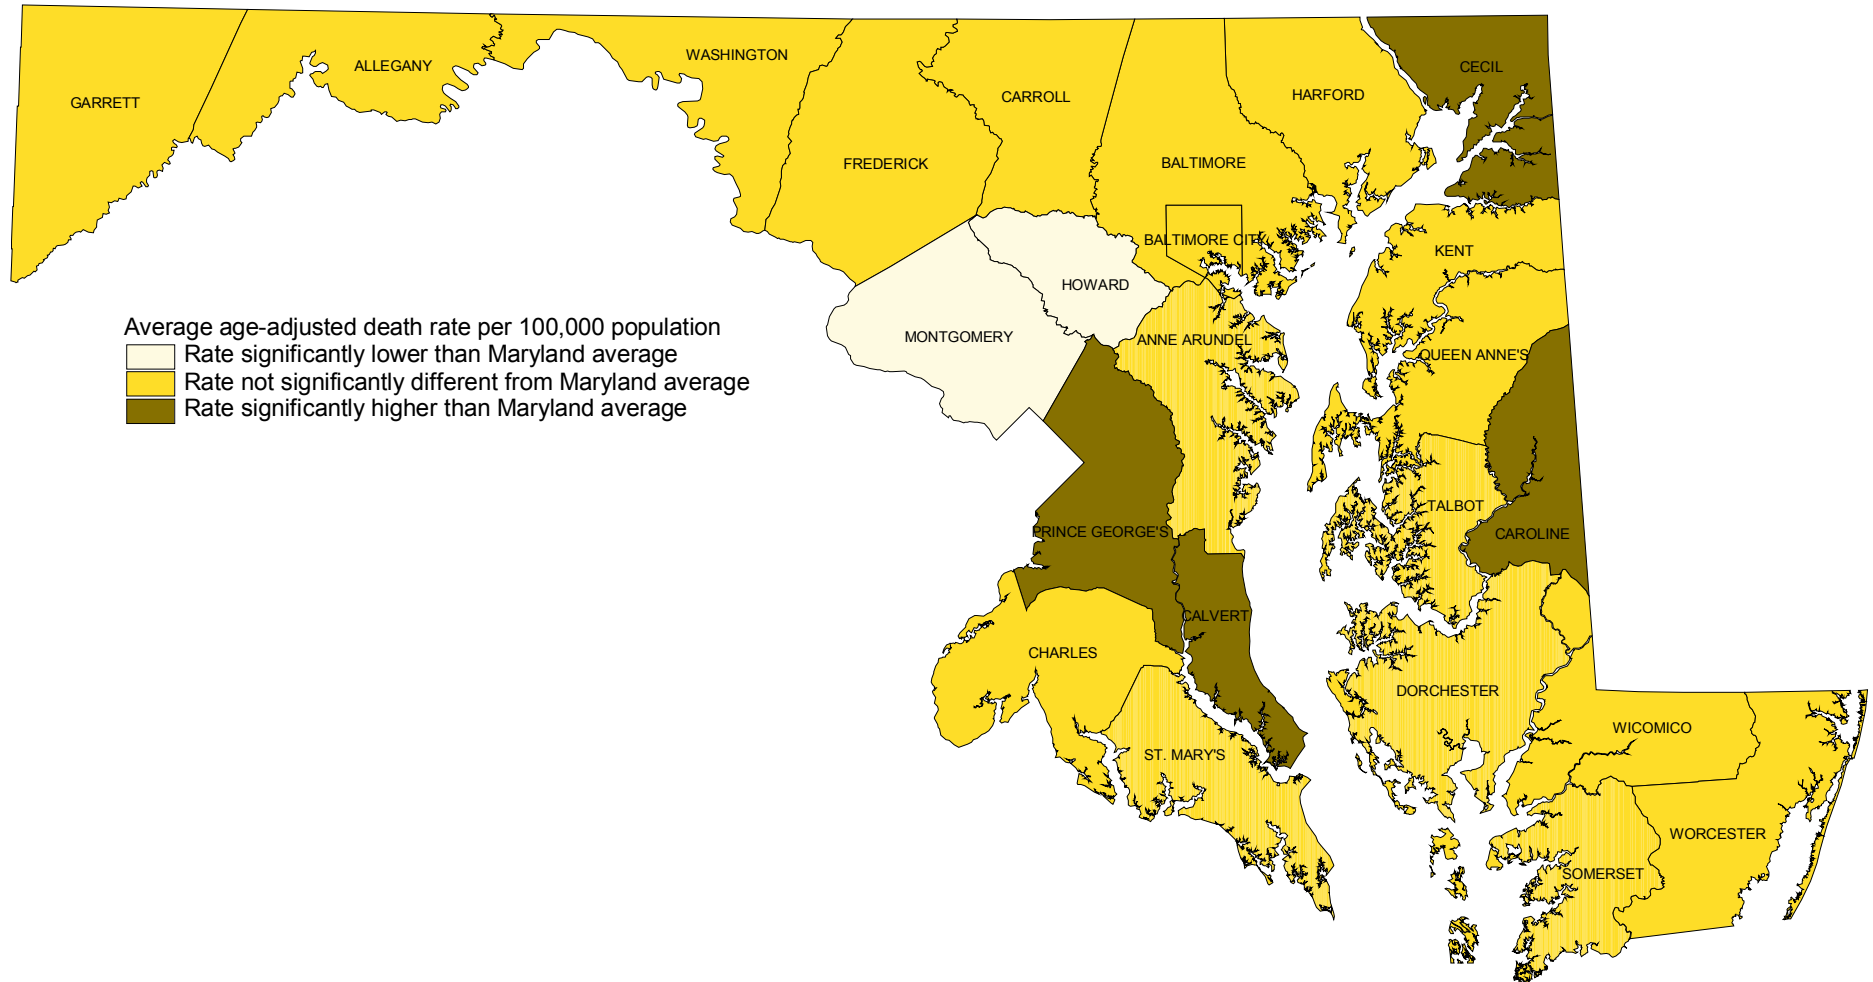 WASHINGTON
ALLEGANY
CECIL
GARRETT
CARROLL
HARFORD
FREDERICK
BALTIMORE
BALTIMORE CITY
KENT
HOWARD
Average age-adjusted death rate per 100,000 population
Rate significantly lower than Maryland average
Rate not significantly different from Maryland average
Rate significantly higher than Maryland average
MONTGOMERY
ANNE ARUNDEL
QUEEN ANNE'S
TALBOT
PRINCE GEORGE'S
CAROLINE
CALVERT
CHARLES
DORCHESTER
WICOMICO
ST. MARY'S
WORCESTER
SOMERSET